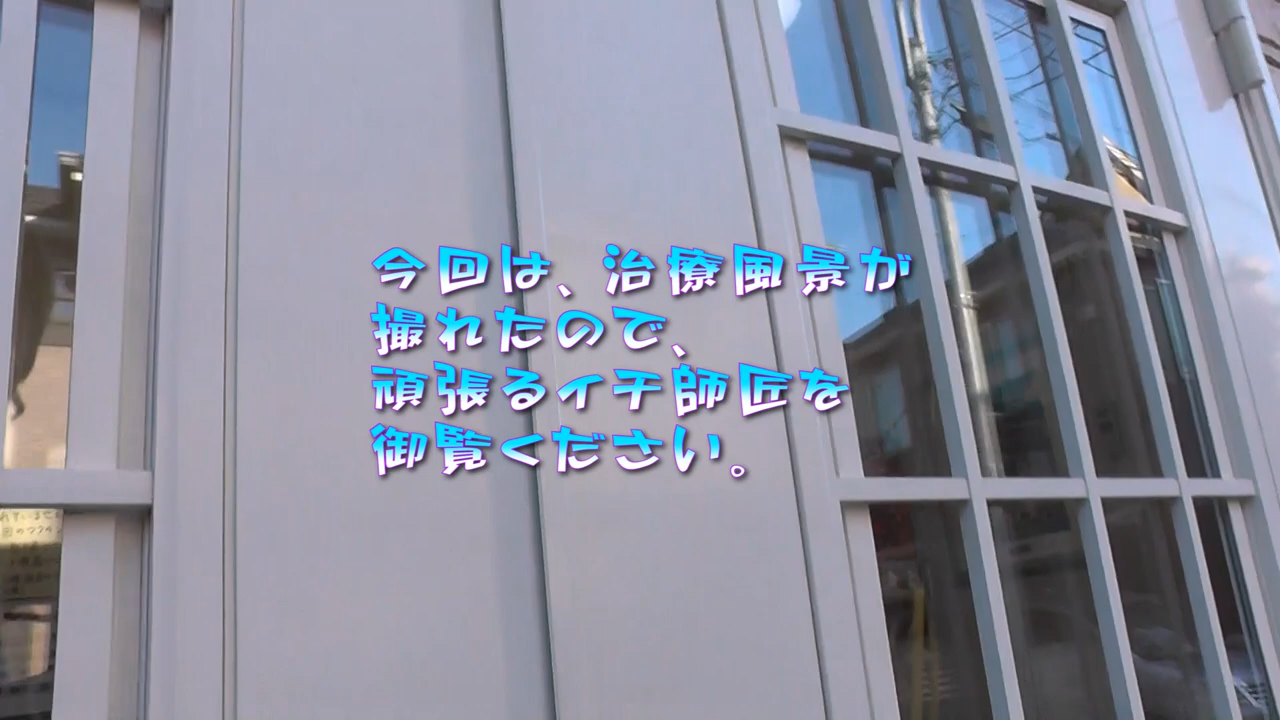 今回は、治療風景が
撮れたので、
頑張るイチ師匠を
御覧ください。